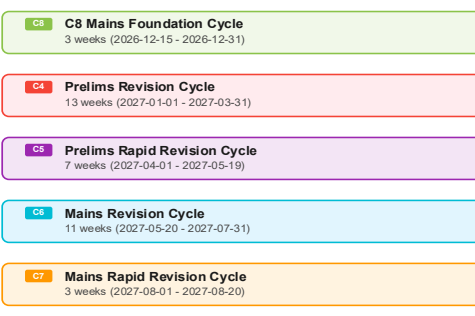 C8 C8 Mains Foundation Cycle
3 weeks (2026-12-15 - 2026-12-31)
C4 Prelims Revision Cycle
13 weeks (2027-01-01 - 2027-03-31)
C5 Prelims Rapid Revision Cycle
7 weeks (2027-04-01 - 2027-05-19)
C6 Mains Revision Cycle
11 weeks (2027-05-20 - 2027-07-31)
C7 Mains Rapid Revision Cycle
3 weeks (2027-08-01 - 2027-08-20)